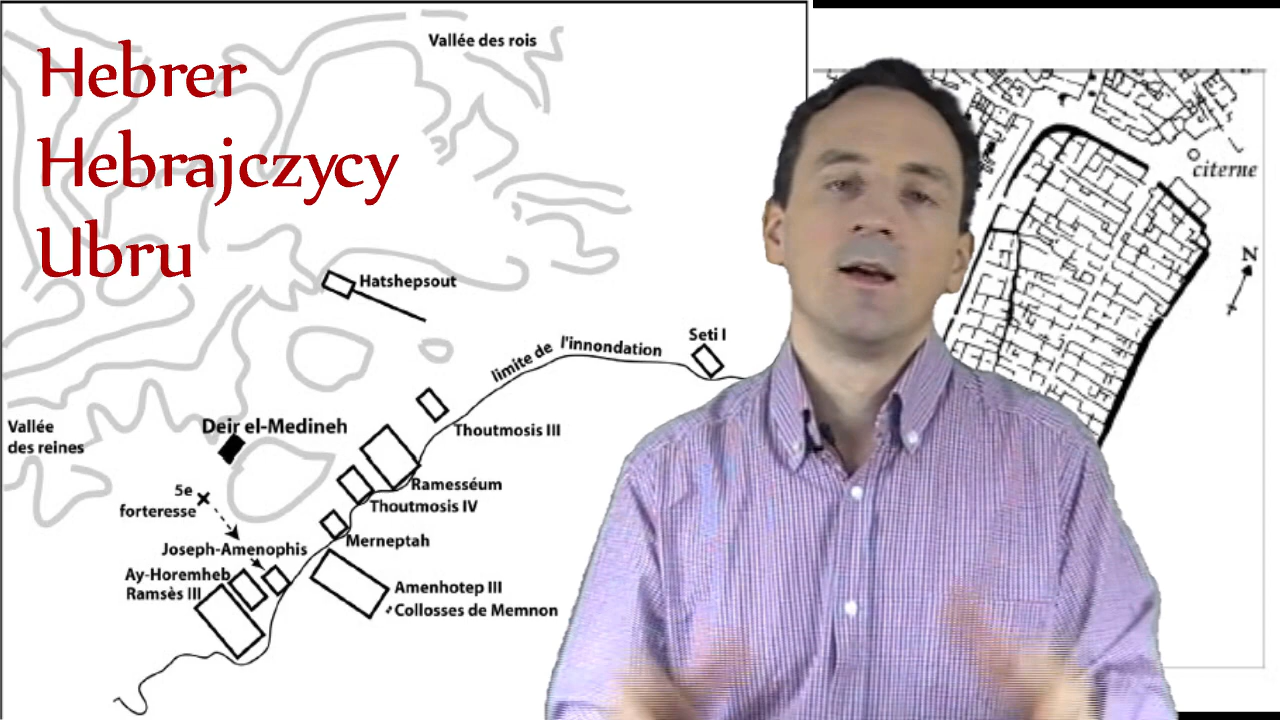 Hebrer
Hebrajczycy
Ubru
Vallée des rois
citerne
N
Hatshepsout
Seti I
limite de l'innondation
Vallée
des reines
Deir el-Medineh
Thoutmosis III
5e
forteresse
Ramesséum
Thoutmosis IV
Joseph-Amenophis
Merneptah
Ay-Horemheb
Ramsès III
Amenhotep III
Collosses de Memnon